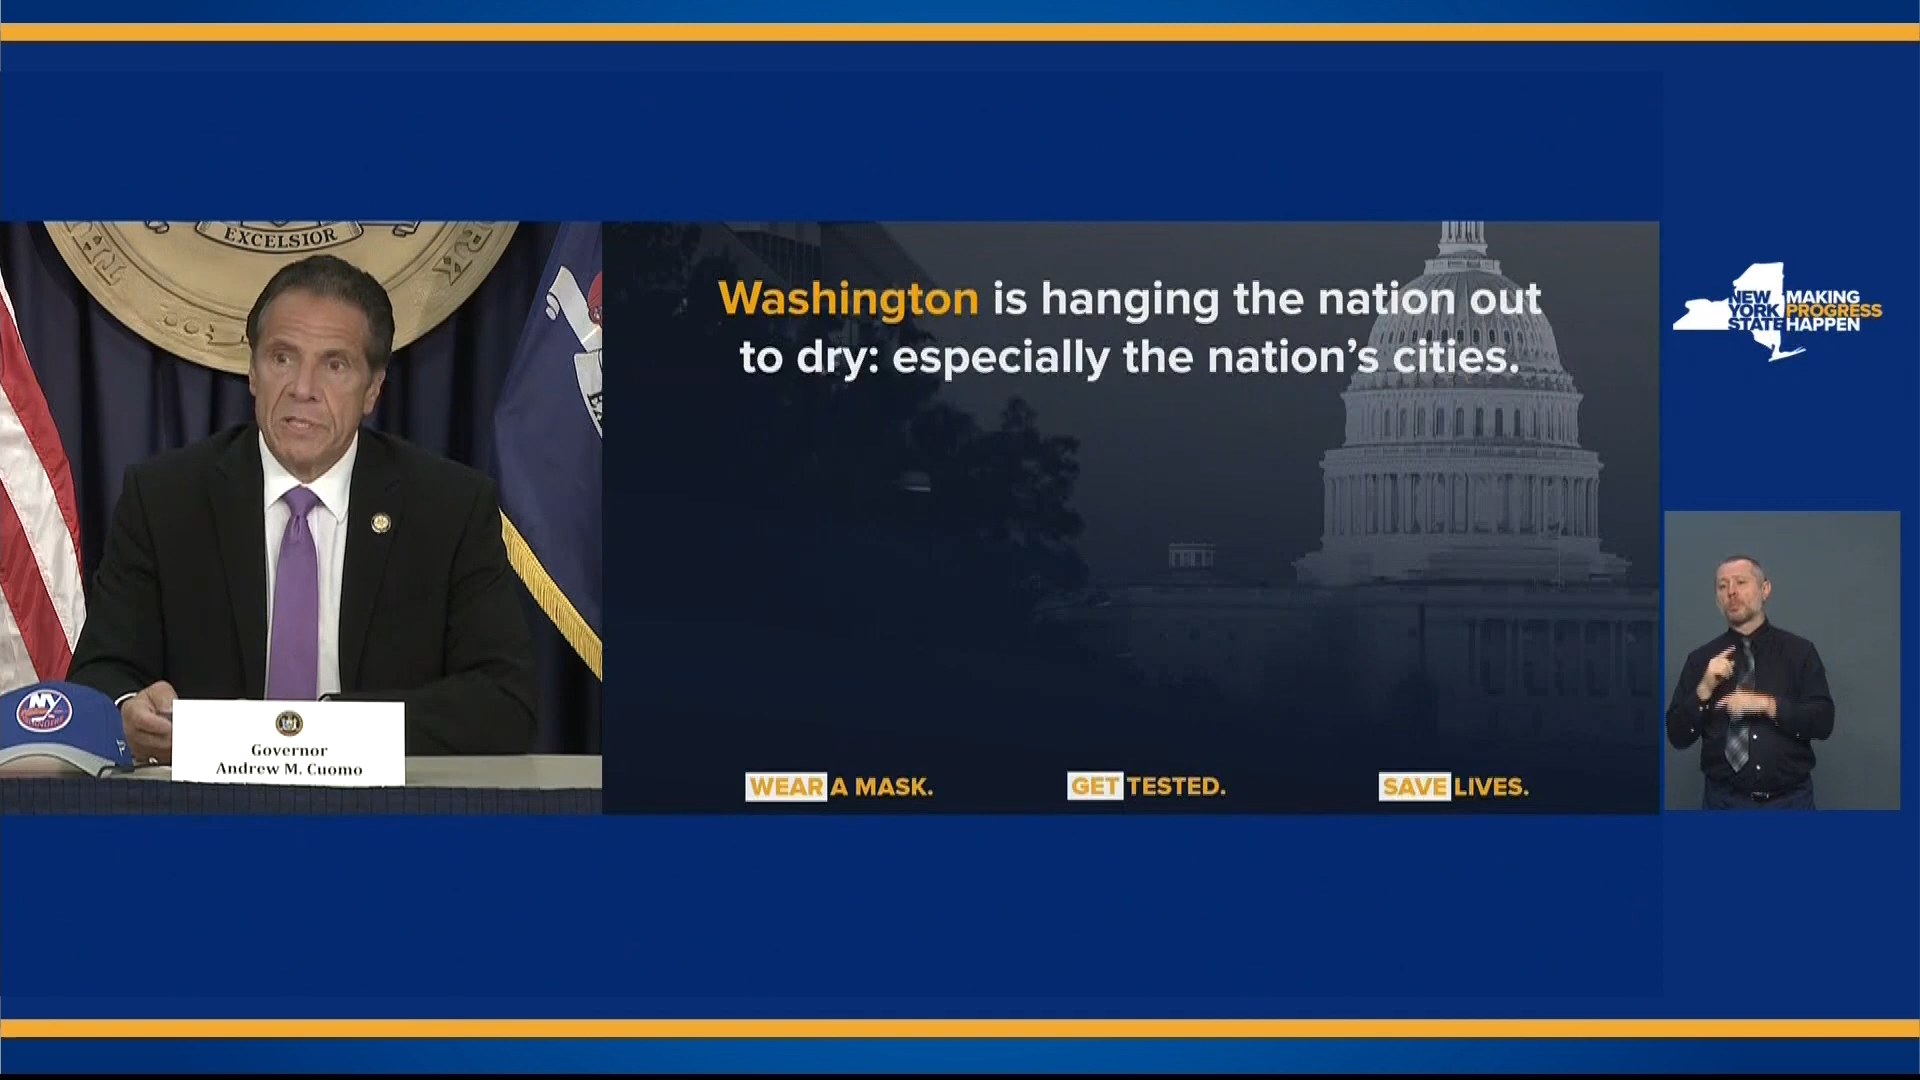 EXCELSIOR
Washington is hanging the nation out
to dry: especially the nation's cities.
NEW
YORK
STATE
MAKING
PROGRESS
HAPPEN
NY
Governor
Andrew M. Cuomo
WEAR A MASK.
GET TESTED.
SAVE LIVES.